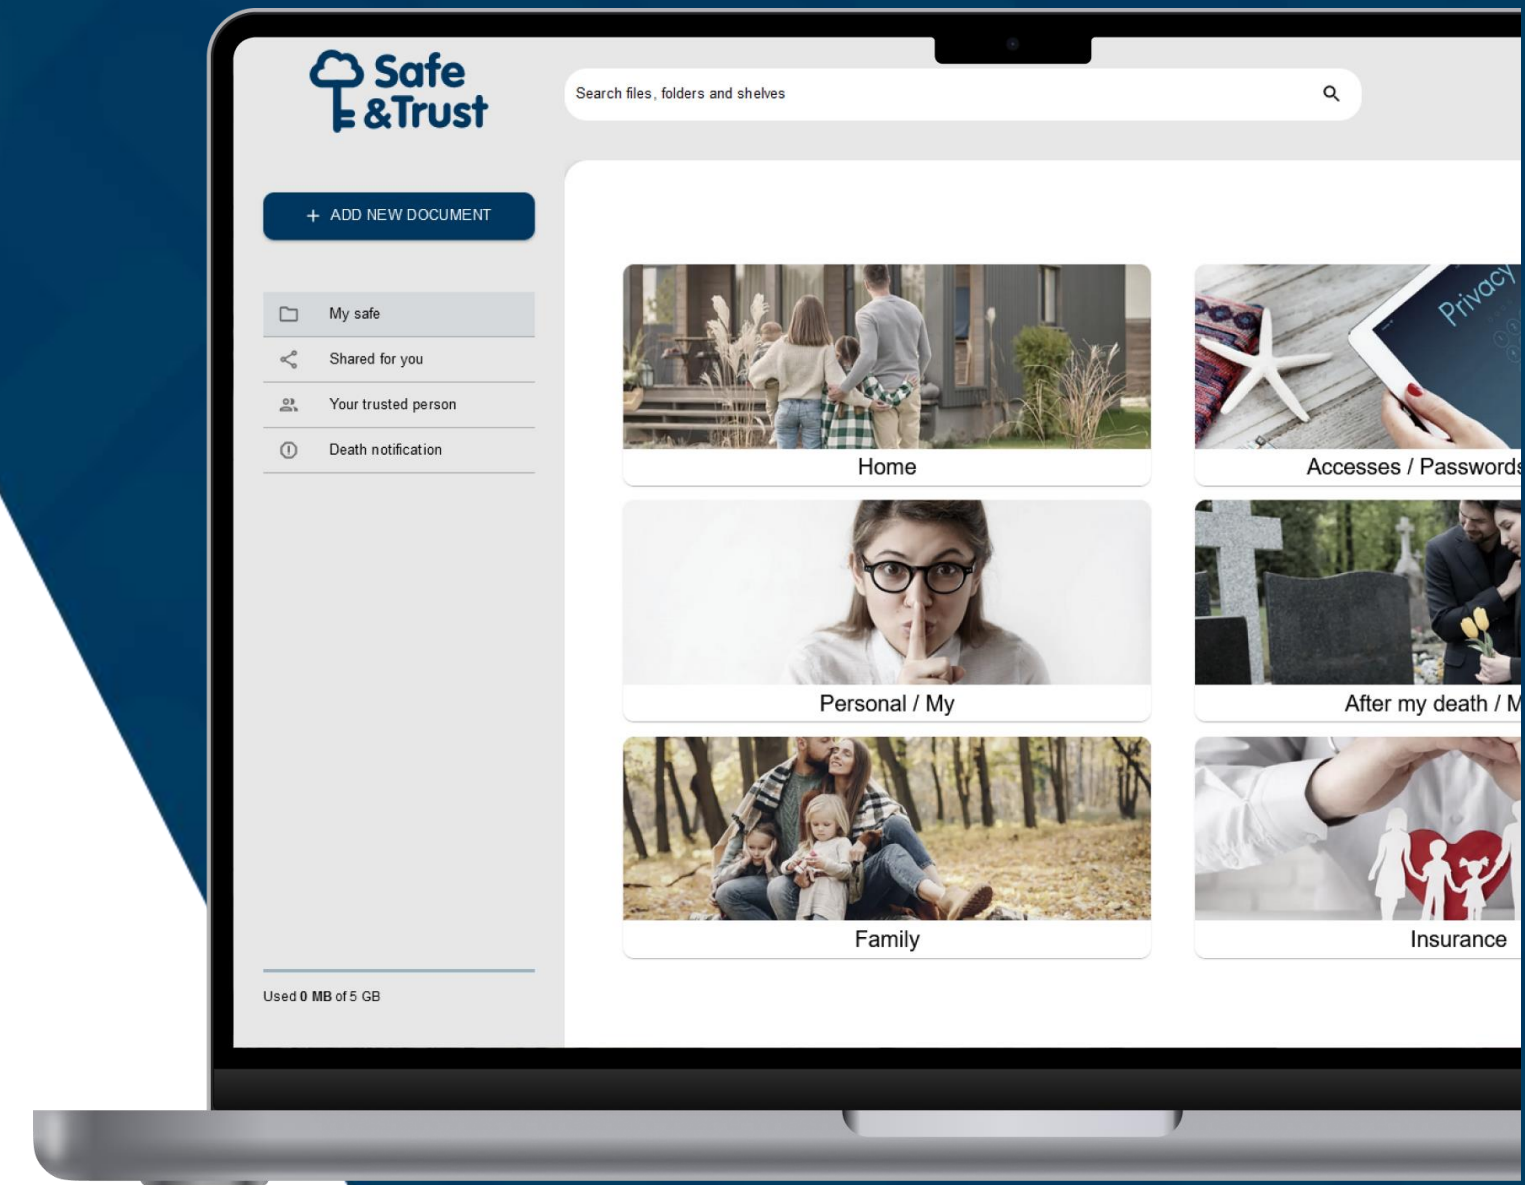 Safe
&Trust
Search files, folders and shelves
+ ADD NEW DOCUMENT
My safe
Shared for you
Your trusted person
Death notification
Privacy
Home
Accesses / Passwords
Personal / My
After my death / M
Family
Insurance
Used 0 MB of 5 GB